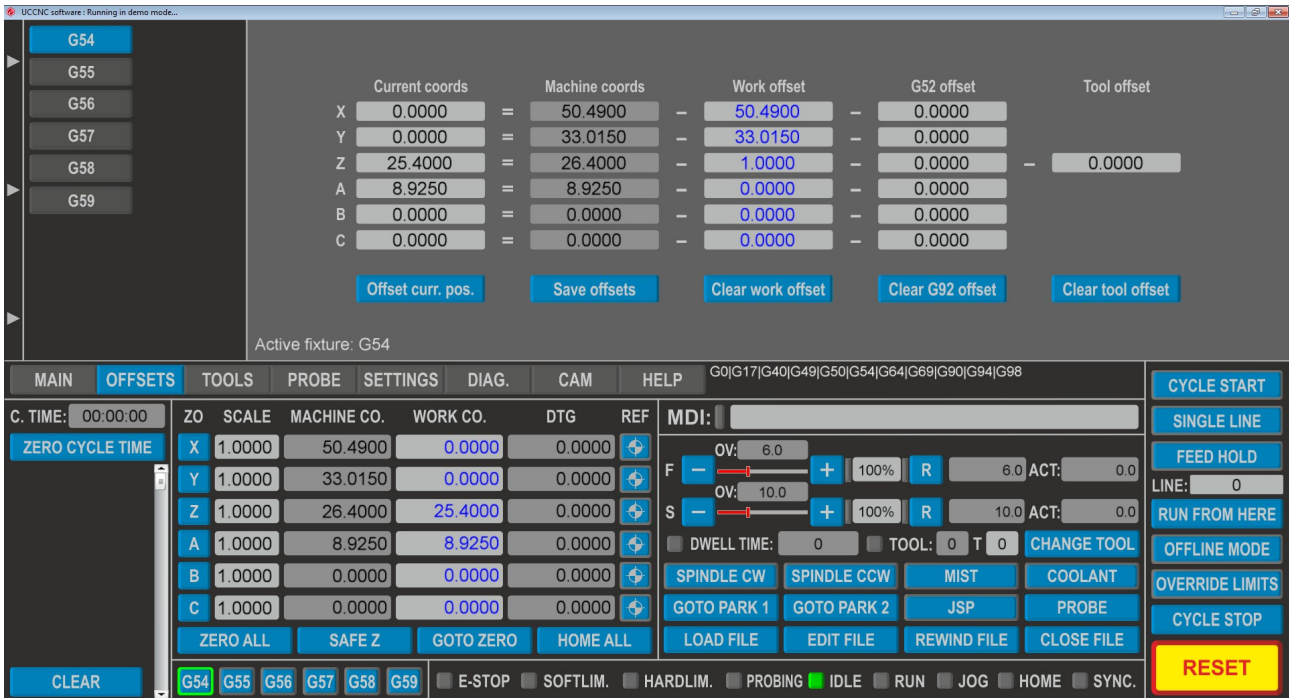 UCCNC software : Running in demo mode...
G54
G55
G56
G57
G58
G59
Current coords Machine coords Work offset G52 offset Tool offset
X 0.0000 = 50.4900 – 50.4900 – 0.0000
Y 0.0000 = 33.0150 – 33.0150 – 0.0000
Z 25.4000 = 26.4000 – 1.0000 – 0.0000 – 0.0000
A 8.9250 = 8.9250 – 0.0000 – 0.0000
B 0.0000 = 0.0000 – 0.0000 – 0.0000
C 0.0000 = 0.0000 – 0.0000 – 0.0000
Offset curr. pos. Save offsets Clear work offset Clear G92 offset Clear tool offset
Active fixture: G54
MAIN OFFSETS TOOLS PROBE SETTINGS DIAG. CAM HELP G0|G17|G40|G49|G50|G54|G64|G69|G90|G94|G98
C. TIME: 00:00:00
ZERO CYCLE TIME
CLEAR
ZO SCALE MACHINE CO. WORK CO. DTG REF
X 1.0000 50.4900 0.0000 0.0000
Y 1.0000 33.0150 0.0000 0.0000
Z 1.0000 26.4000 25.4000 0.0000
A 1.0000 8.9250 8.9250 0.0000
B 1.0000 0.0000 0.0000 0.0000
C 1.0000 0.0000 0.0000 0.0000
ZERO ALL SAFE Z GOTO ZERO HOME ALL
MDI:
OV: 6.0
F – + 100% R 6.0 ACT: 0.0
OV: 10.0
S – + 100% R 10.0 ACT: 0.0
DWELL TIME: 0 TOOL: 0 T 0 CHANGE TOOL
SPINDLE CW SPINDLE CCW MIST COOLANT
GOTO PARK 1 GOTO PARK 2 JSP PROBE
LOAD FILE EDIT FILE REWIND FILE CLOSE FILE
G54 G55 G56 G57 G58 G59 E-STOP SOFTLIM. HARDLIM. PROBING IDLE RUN JOG HOME SYNC.
CYCLE START
SINGLE LINE
FEED HOLD
LINE: 0
RUN FROM HERE
OFFLINE MODE
OVERRIDE LIMITS
CYCLE STOP
RESET